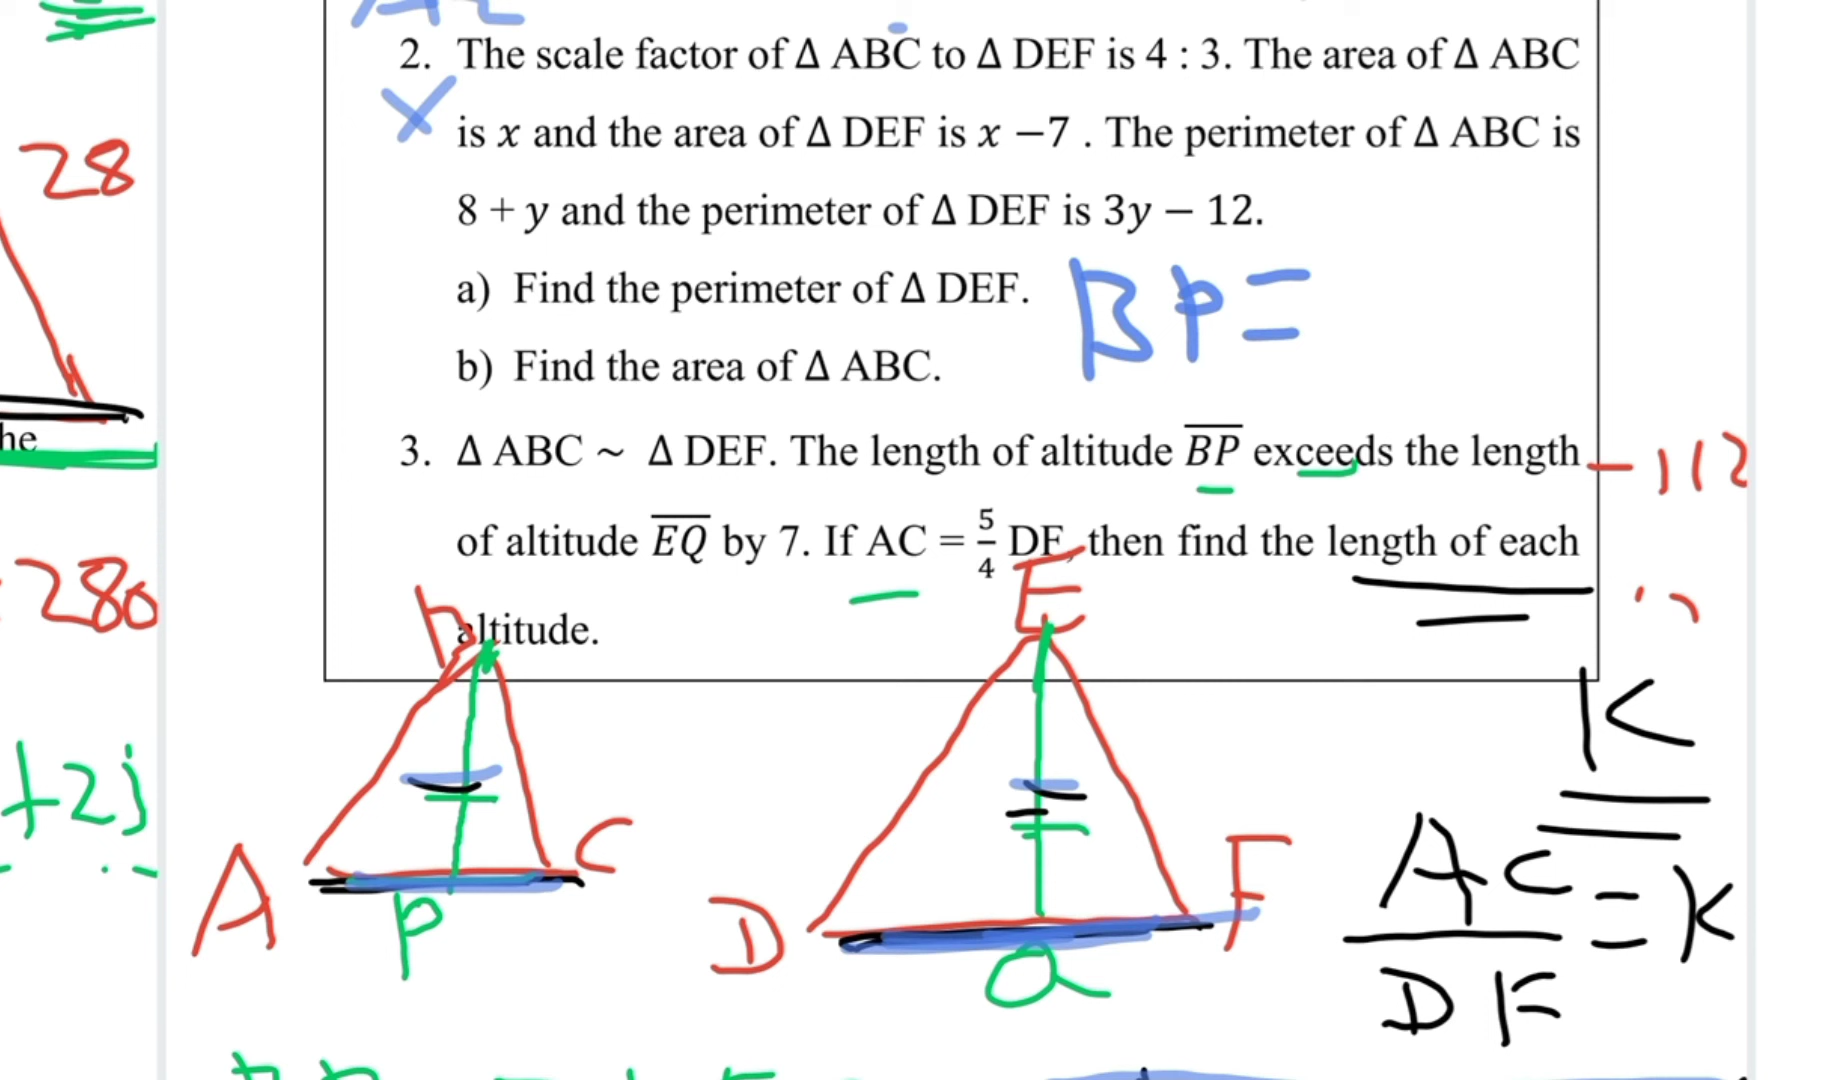 28
2. The scale factor of Δ ABC to Δ DEF is 4 : 3. The area of Δ ABC
is x and the area of Δ DEF is x −7 . The perimeter of Δ ABC is
8 + y and the perimeter of Δ DEF is 3y − 12.
a) Find the perimeter of Δ DEF.
BP=
b) Find the area of Δ ABC.
he
3. Δ ABC ~ Δ DEF. The length of altitude BP exceeds the length
-112
of altitude EQ by 7. If AC = 5/4 DF, then find the length of each
280
altitude.
E
K
+2j
A
C
P
D
F
Q
AC/DF = K